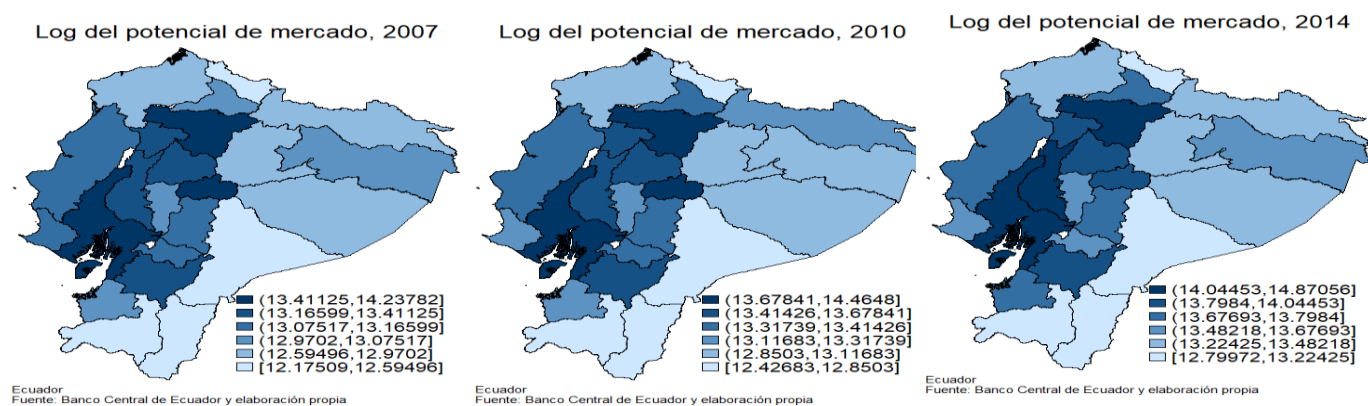 Log del potencial de mercado, 2007
(13.41125,14.23782]
(13.16599,13.41125]
(13.07517,13.16599]
(12.9702,13.07517]
(12.59496,12.9702]
[12.17509,12.59496]
Ecuador
Fuente: Banco Central de Ecuador y elaboración propia
Log del potencial de mercado, 2010
(13.67841,14.4648]
(13.41426,13.67841]
(13.31739,13.41426]
(13.11683,13.31739]
(12.8503,13.11683]
[12.42683,12.8503]
Ecuador
Fuente: Banco Central de Ecuador y elaboración propia
Log del potencial de mercado, 2014
(14.04453,14.87056]
(13.7984,14.04453]
(13.67693,13.7984]
(13.48218,13.67693]
(13.22425,13.48218]
[12.79972,13.22425]
Ecuador
Fuente: Banco Central de Ecuador y elaboración propia